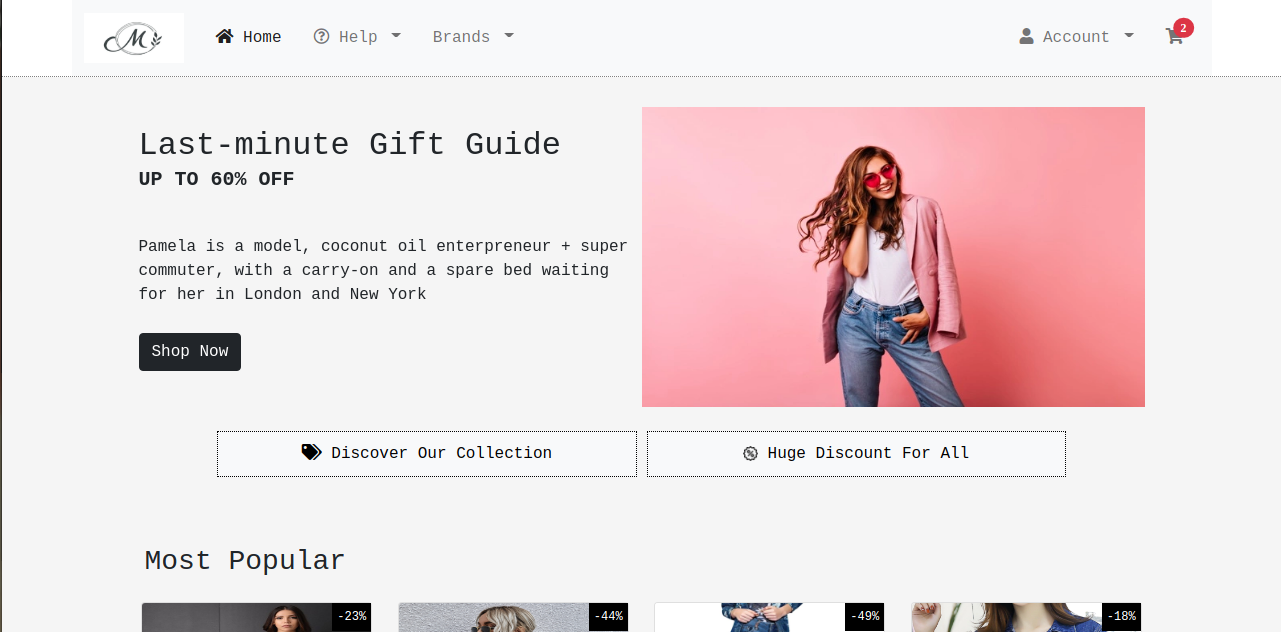 M
Home
Help
Brands
Account
2
Last-minute Gift Guide
UP TO 60% OFF
Pamela is a model, coconut oil enterpreneur + super
commuter, with a carry-on and a spare bed waiting
for her in London and New York
Shop Now
Discover Our Collection
Huge Discount For All
Most Popular
-23%
-44%
-49%
-18%